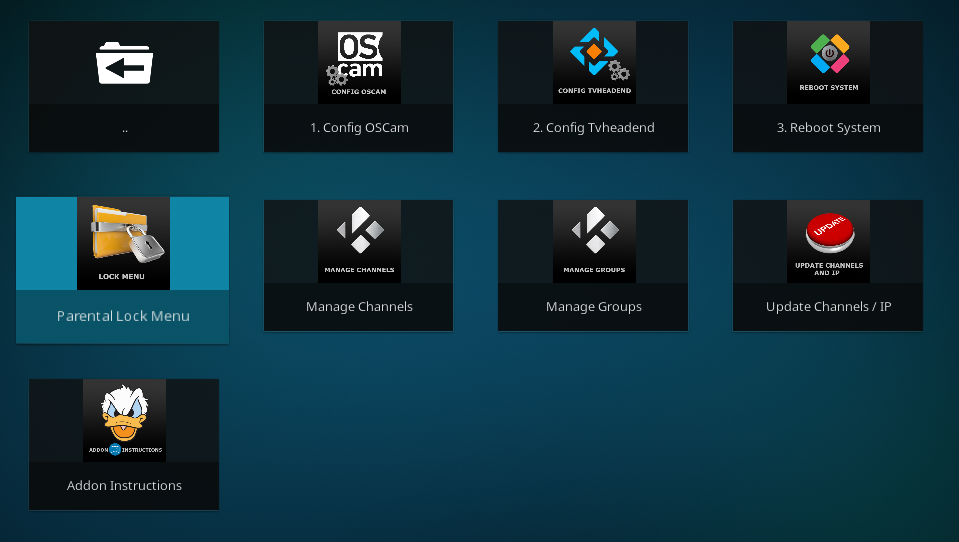 OS
cam
CONFIG OSCAM
CONFIG TVHEADEND
REBOOT SYSTEM
..
1. Config OSCam
2. Config Tvheadend
3. Reboot System
LOCK MENU
MANAGE CHANNELS
MANAGE GROUPS
UPDATE
UPDATE CHANNELS
AND IP
Parental Lock Menu
Manage Channels
Manage Groups
Update Channels / IP
ADDON INSTRUCTIONS
Addon Instructions